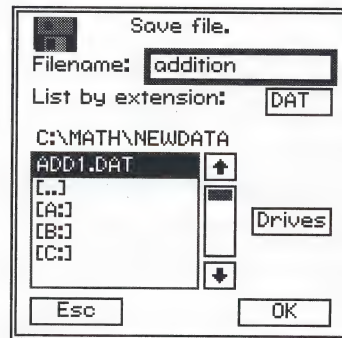 Save file.
Filename: addition
List by extension: DAT
C:\MATH\NEWDATA
ADD1.DAT
[..]
[A:]
[B:]
[C:]
Drives
Esc OK